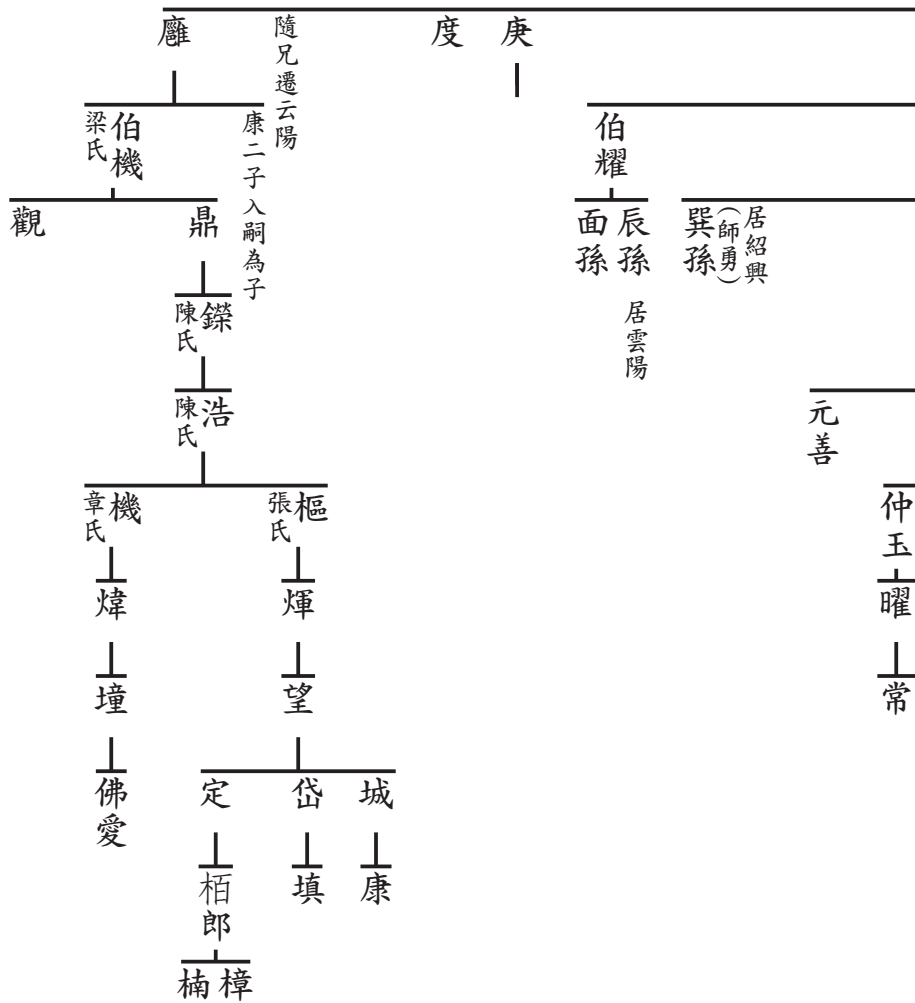 庚
度
隨兄遷云陽
廱
伯耀
康二子入嗣為子
伯機
梁氏
居紹興
巽孫
(師勇)
辰孫
居雲陽
面孫
鼎
觀
鑅
陳氏
元善
浩
陳氏
仲玉
樞
張氏
機
章氏
曜
煇
煒
常
望
墥
城
岱
定
佛愛
康
填
栢郎
樟
楠